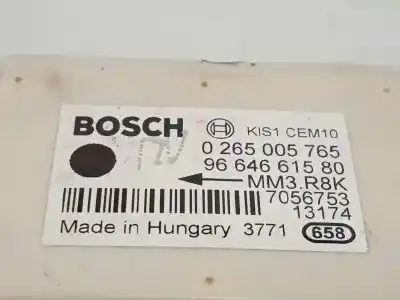 BOSCH KIS1 CEM10
0 265 005 765
96 646 615 80
MM3.R8K
7056753
13174
Made in Hungary 3771 658